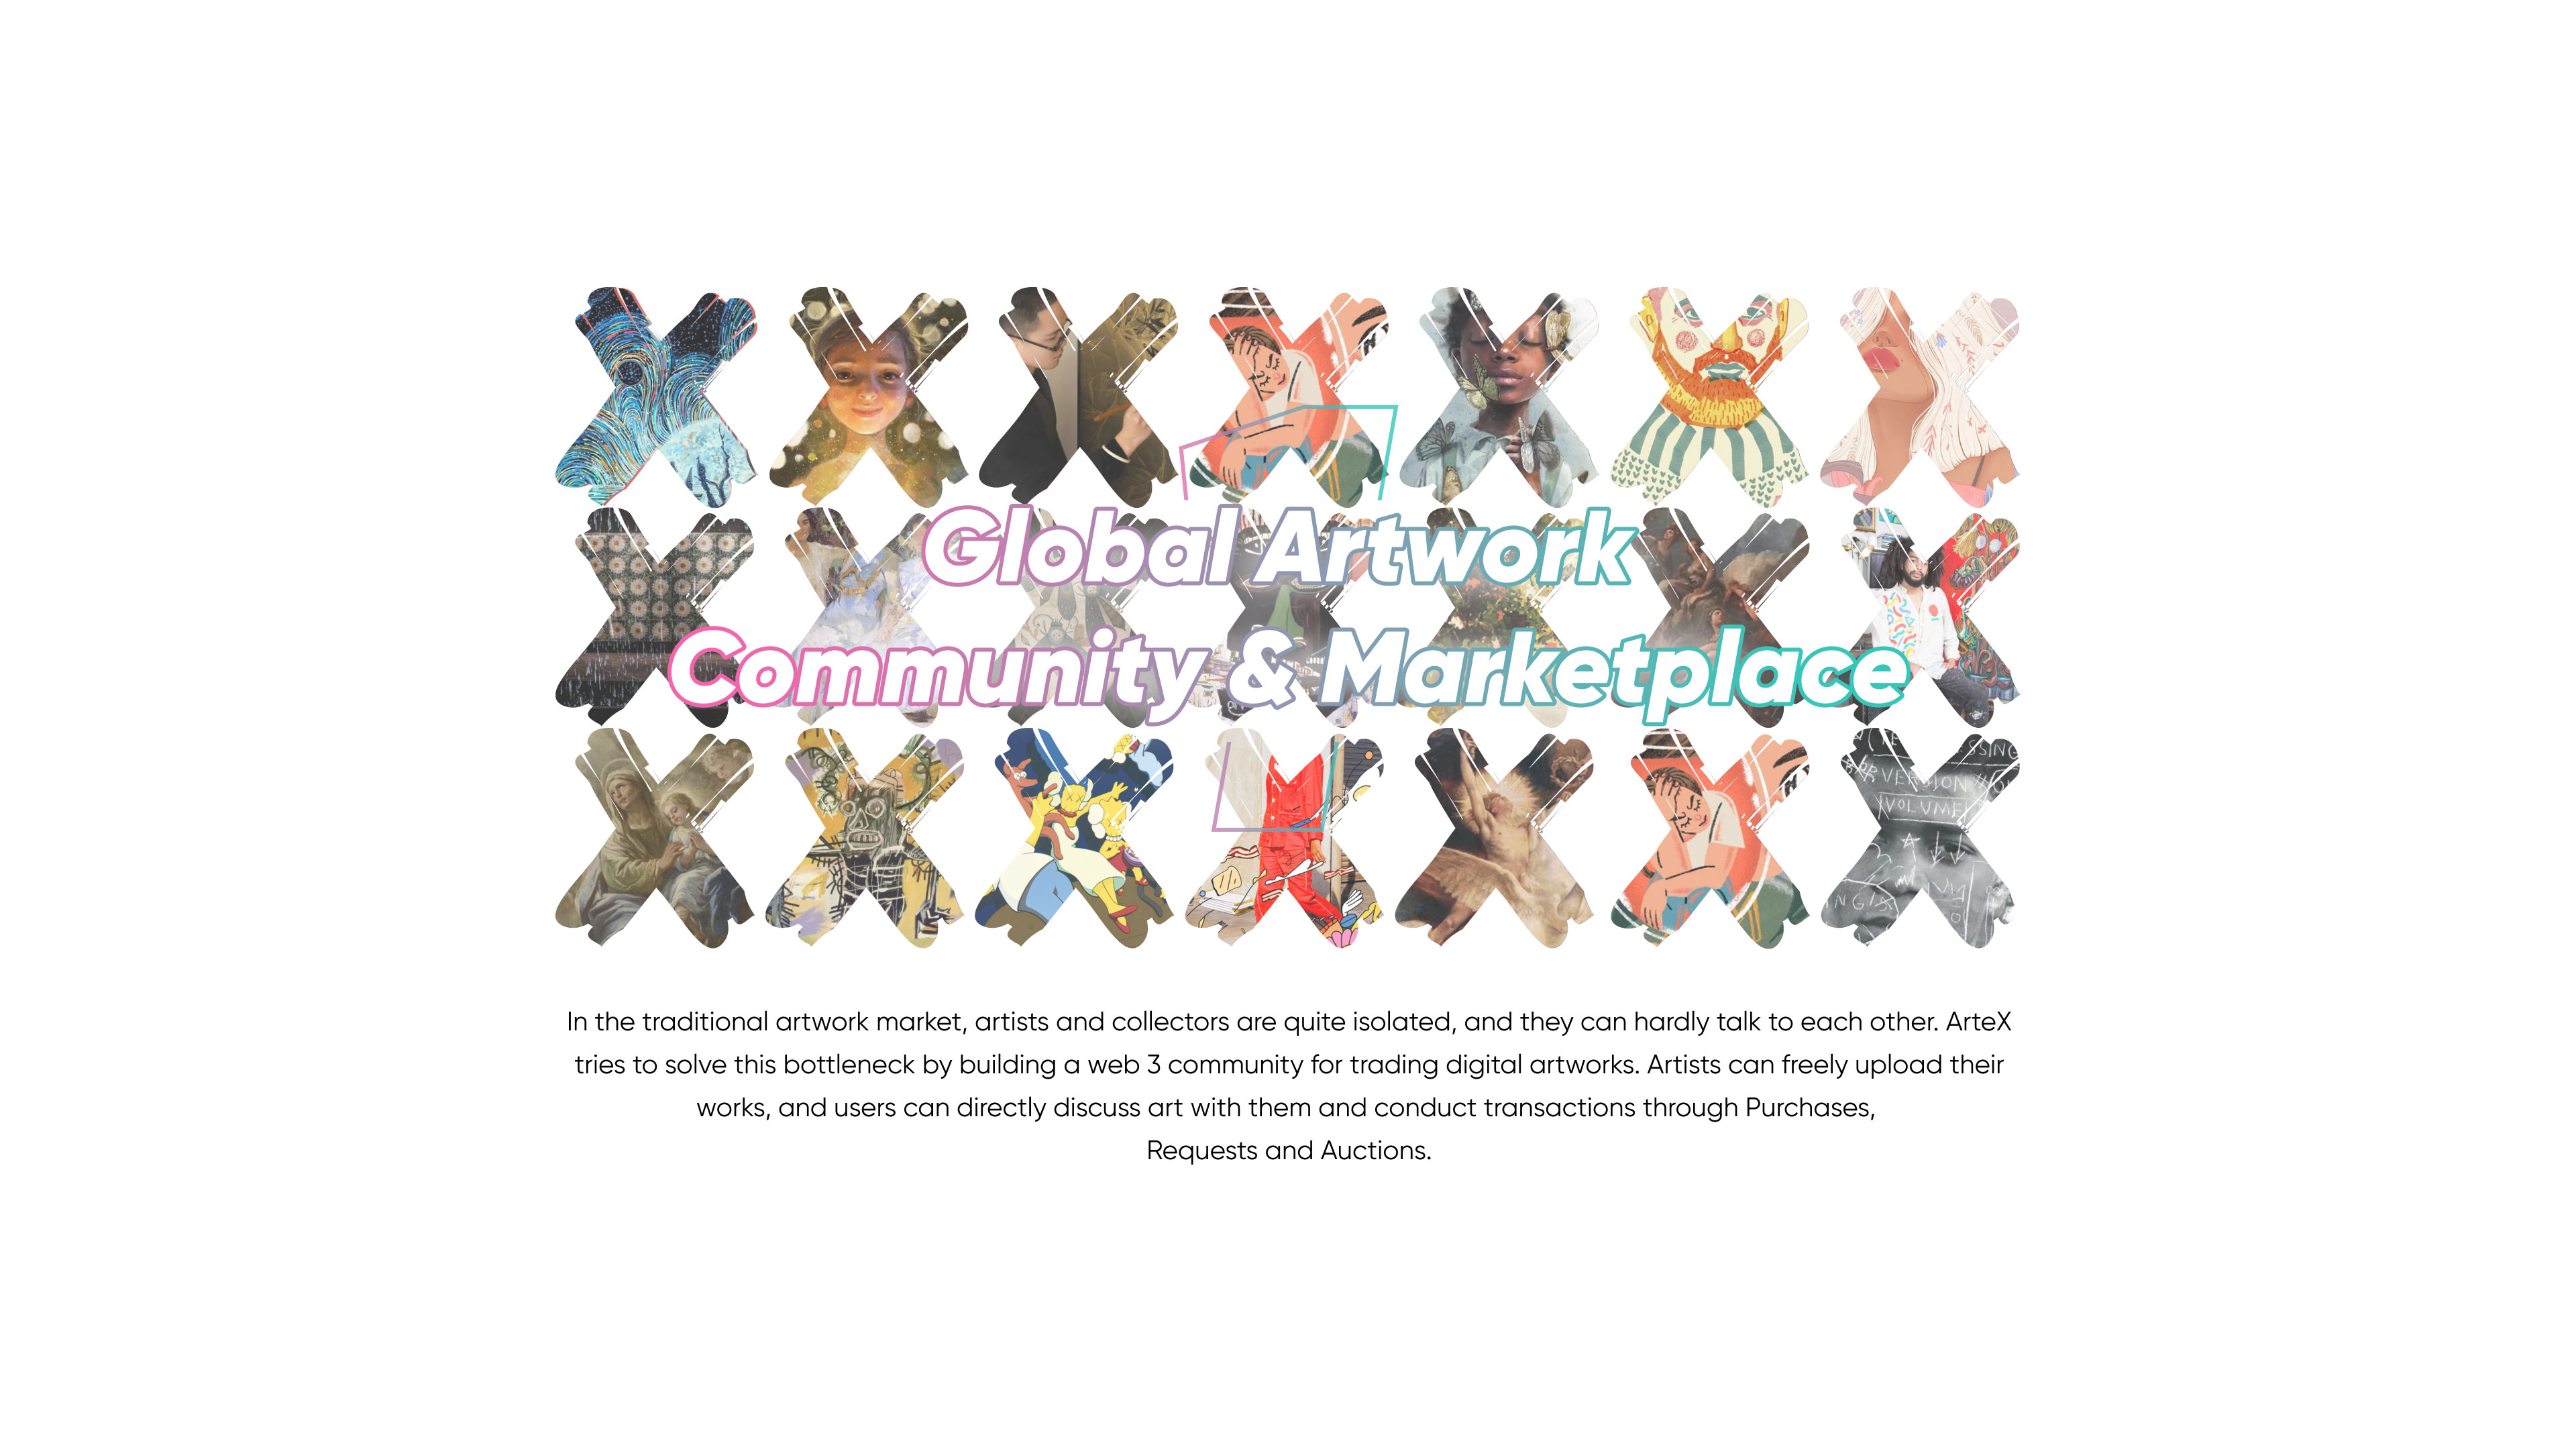 Global Artwork
Community & Marketplace
VERSION
VOLUME
In the traditional artwork market, artists and collectors are quite isolated, and they can hardly talk to each other. ArteX
tries to solve this bottleneck by building a web 3 community for trading digital artworks. Artists can freely upload their
works, and users can directly discuss art with them and conduct transactions through Purchases,
Requests and Auctions.